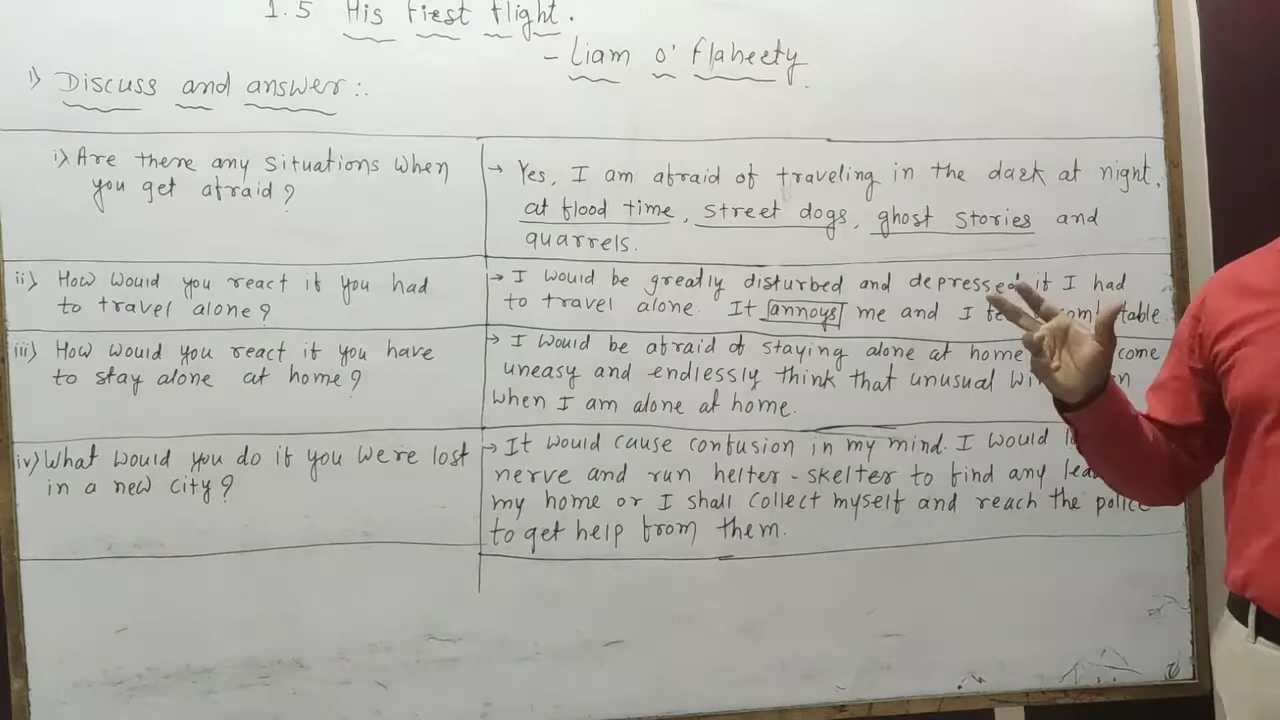 1.5 His First flight.
- Liam o' flaherty.
1) Discuss and answer:.
i) Are there any situations when
you get afraid?
→ Yes, I am afraid of traveling in the dark at night,
at flood time, street dogs, ghost stories and
quarrels.
ii) How would you react if you had
to travel alone?
→ I would be greatly disturbed and depressed if I had
to travel alone. It annoys me and I
iii) How would you react if you have
to stay alone at home?
→ I would be afraid of staying alone at home
uneasy and endlessly think that unusual
when I am alone at home.
iv) What would you do if you were lost
in a new city?
→ It would cause confusion in my mind. I would
nerve and run helter-skelter to find any
my home or I shall collect myself and reach the police
to get help from them.